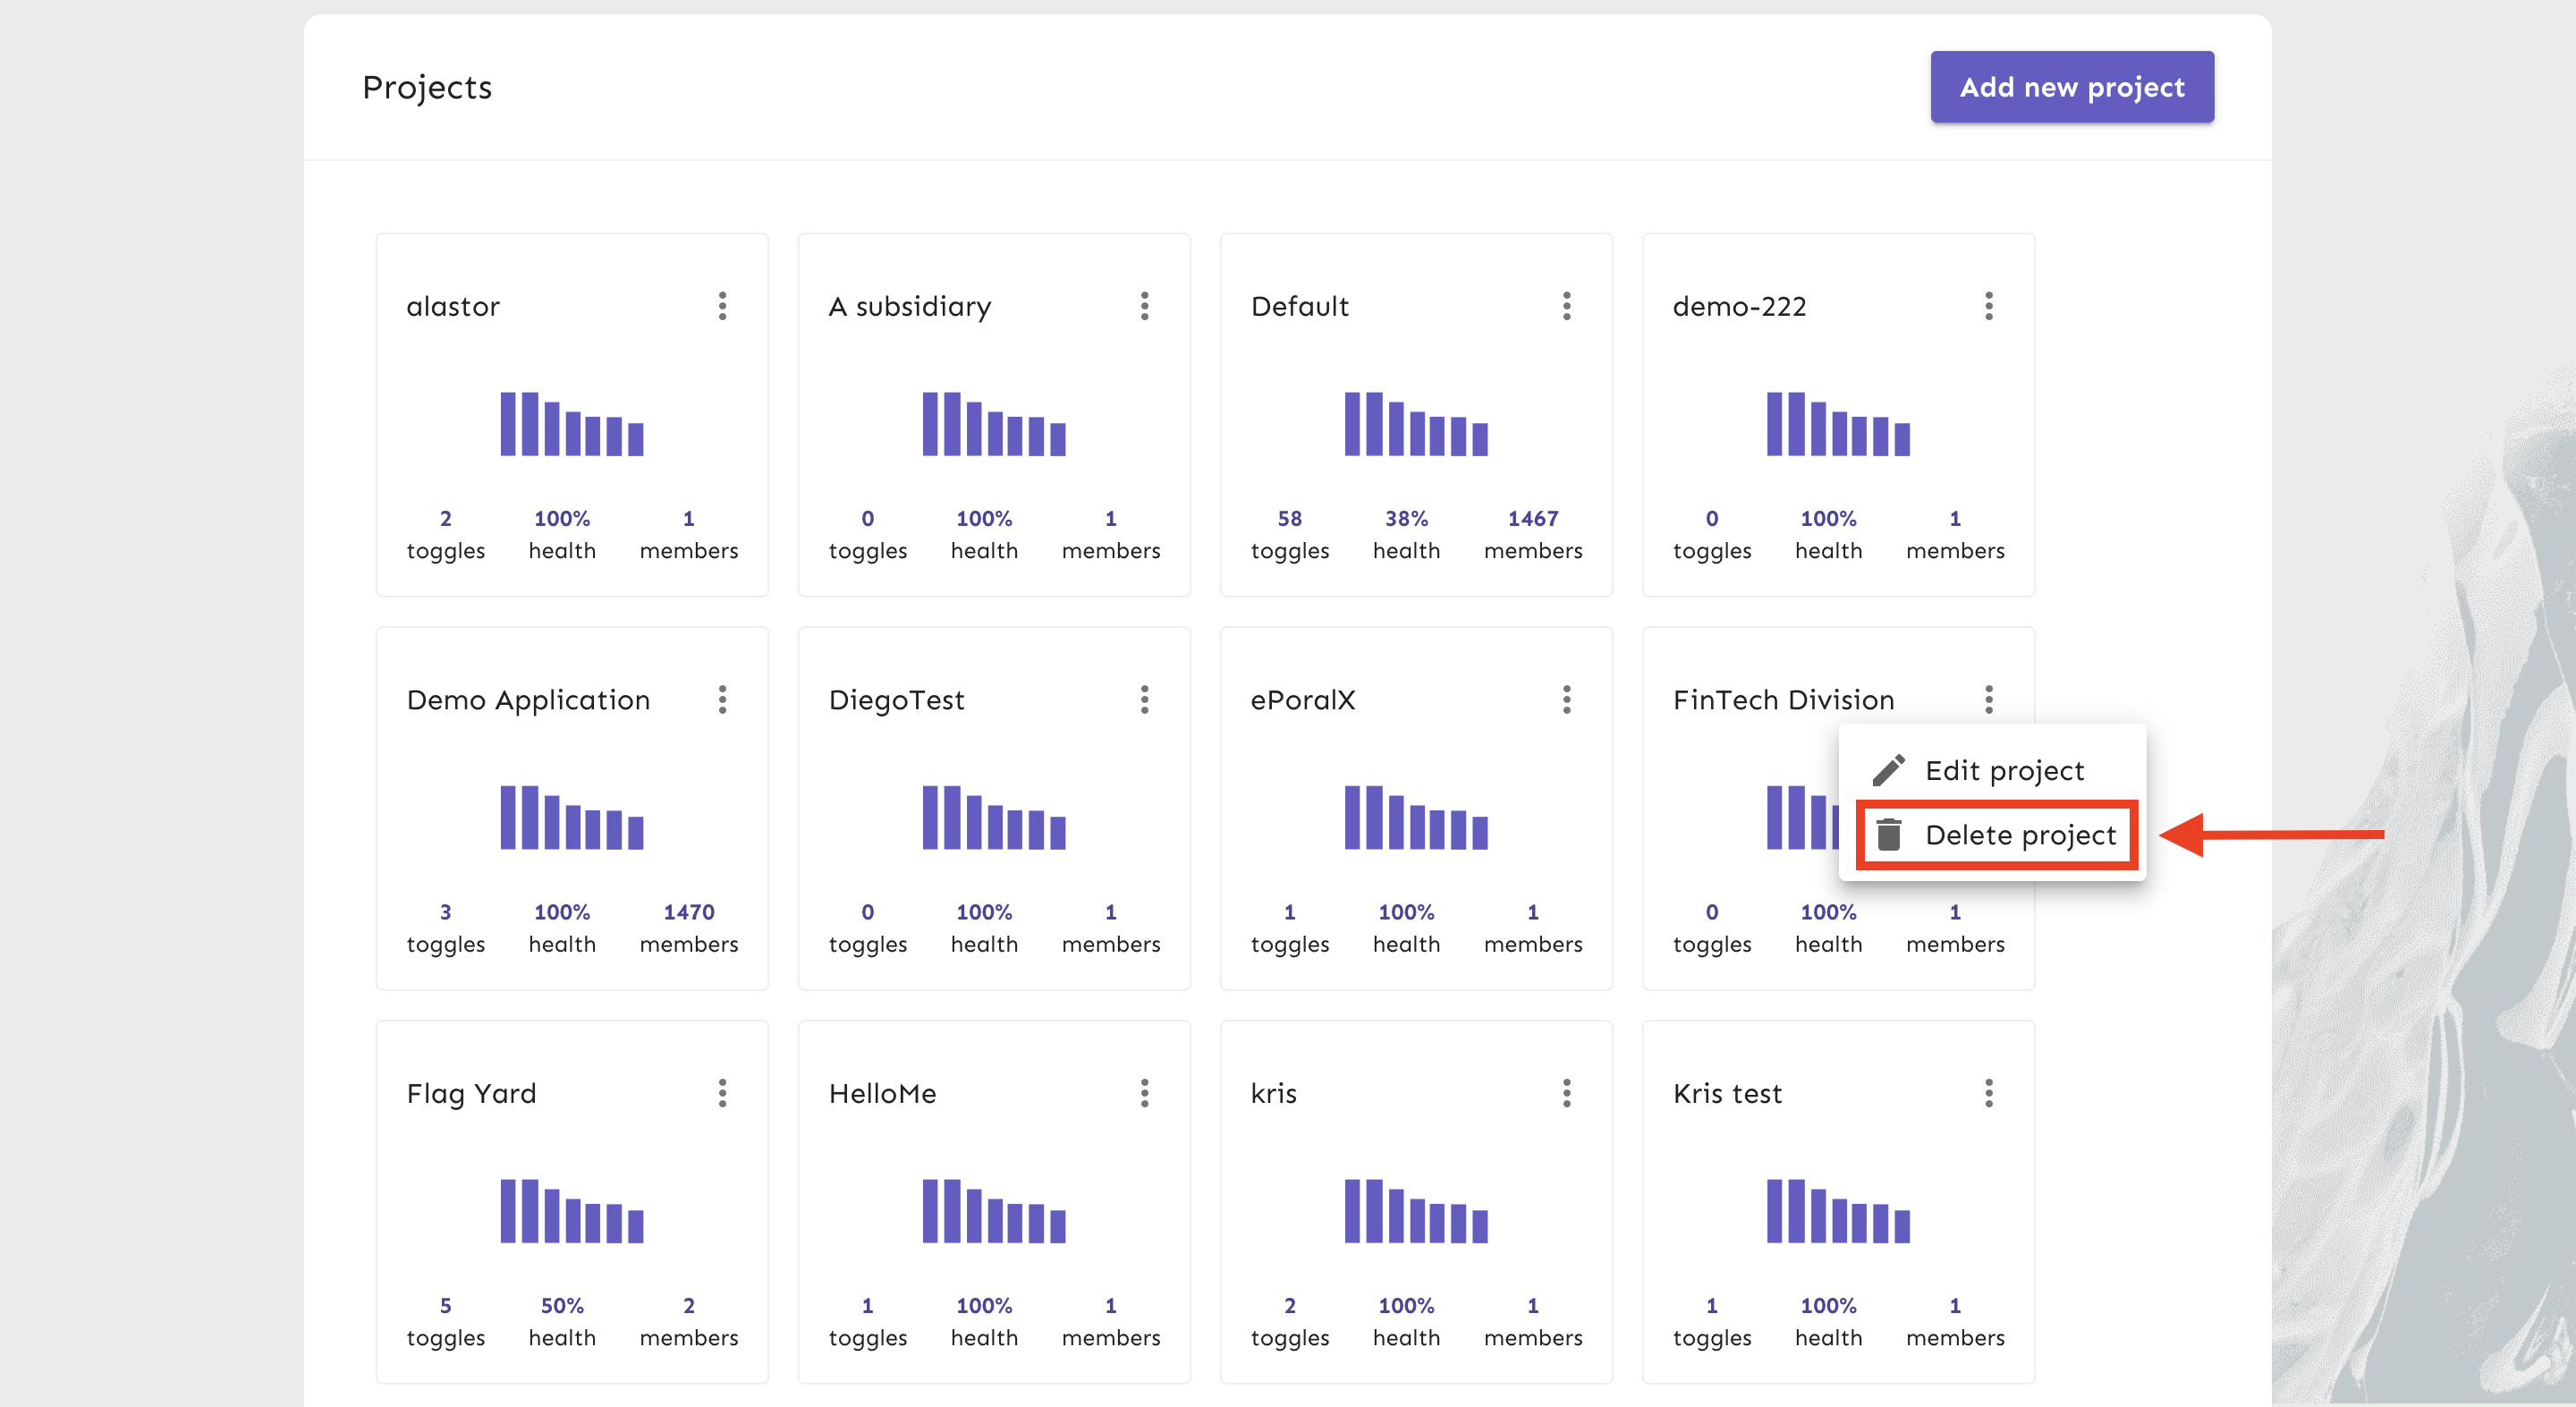 Projects
Add new project
alastor
A subsidiary
Default
demo-222
2 100% 1
toggles health members
0 100% 1
toggles health members
58 38% 1467
toggles health members
0 100% 1
toggles health members
Demo Application
DiegoTest
ePoralX
FinTech Division
Edit project
Delete project
3 100% 1470
toggles health members
0 100% 1
toggles health members
1 100% 1
toggles health members
0 100% 1
toggles health members
Flag Yard
HelloMe
kris
Kris test
5 50% 2
toggles health members
1 100% 1
toggles health members
2 100% 1
toggles health members
1 100% 1
toggles health members